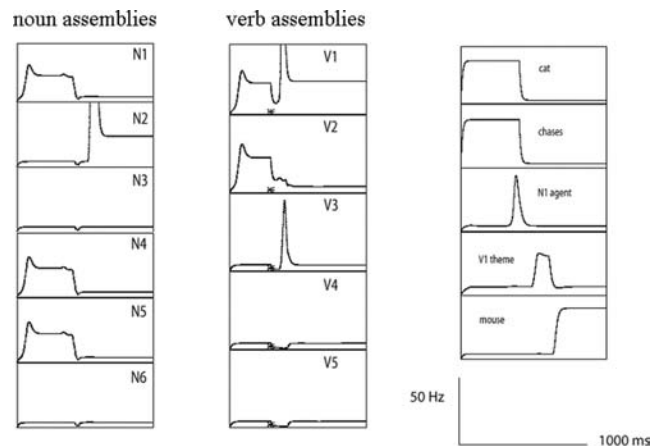 noun assemblies
N1
N2
N3
N4
N5
N6
verb assemblies
V1
V2
V3
V4
V5
cat
chases
N1 agent
V1 theme
mouse
50 Hz
1000 ms